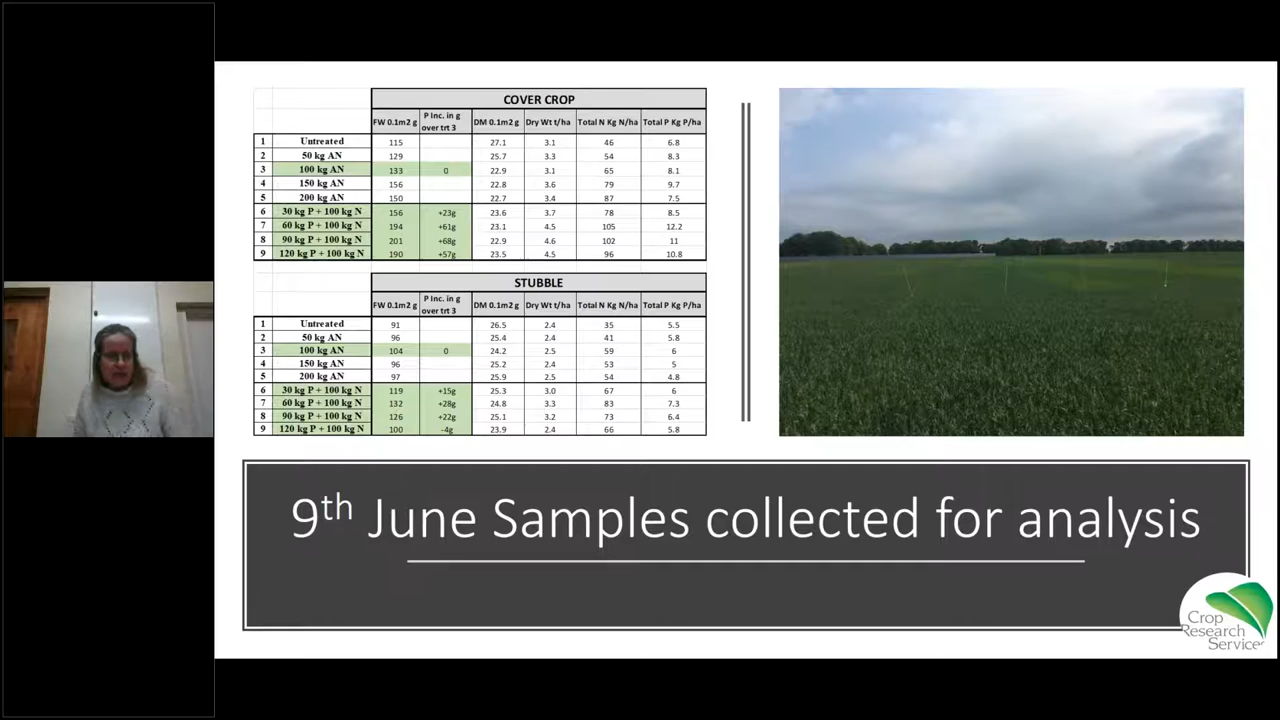 COVER CROP
FW 0.1m2 g P Inc. in g over trt 3 DM 0.1m2 g Dry Wt t/ha Total N Kg N/ha Total P Kg P/ha
1 Untreated 115 27.1 3.1 46 6.8
2 50 kg AN 129 25.7 3.3 54 8.3
3 100 kg AN 133 0 22.9 3.1 65 8.1
4 150 kg AN 156 22.8 3.6 79 9.7
5 200 kg AN 150 22.7 3.4 87 7.5
6 30 kg P + 100 kg N 156 +23g 23.6 3.7 78 8.5
7 60 kg P + 100 kg N 194 +61g 23.1 4.5 105 12.2
8 90 kg P + 100 kg N 201 +68g 22.9 4.6 102 11
9 120 kg P + 100 kg N 190 +57g 23.5 4.5 96 10.8
STUBBLE
FW 0.1m2 g P Inc. in g over trt 3 DM 0.1m2 g Dry Wt t/ha Total N Kg N/ha Total P Kg P/ha
1 Untreated 91 26.5 2.4 35 5.5
2 50 kg AN 96 25.4 2.4 41 5.8
3 100 kg AN 104 0 24.2 2.5 59 6
4 150 kg AN 96 25.2 2.4 53 5
5 200 kg AN 97 25.9 2.5 54 4.8
6 30 kg P + 100 kg N 119 +15g 25.3 3.0 67 6
7 60 kg P + 100 kg N 132 +28g 24.8 3.3 83 7.3
8 90 kg P + 100 kg N 126 +22g 25.1 3.2 73 6.4
9 120 kg P + 100 kg N 100 -4g 23.9 2.4 66 5.8
9th June Samples collected for analysis
Crop
Research
Services